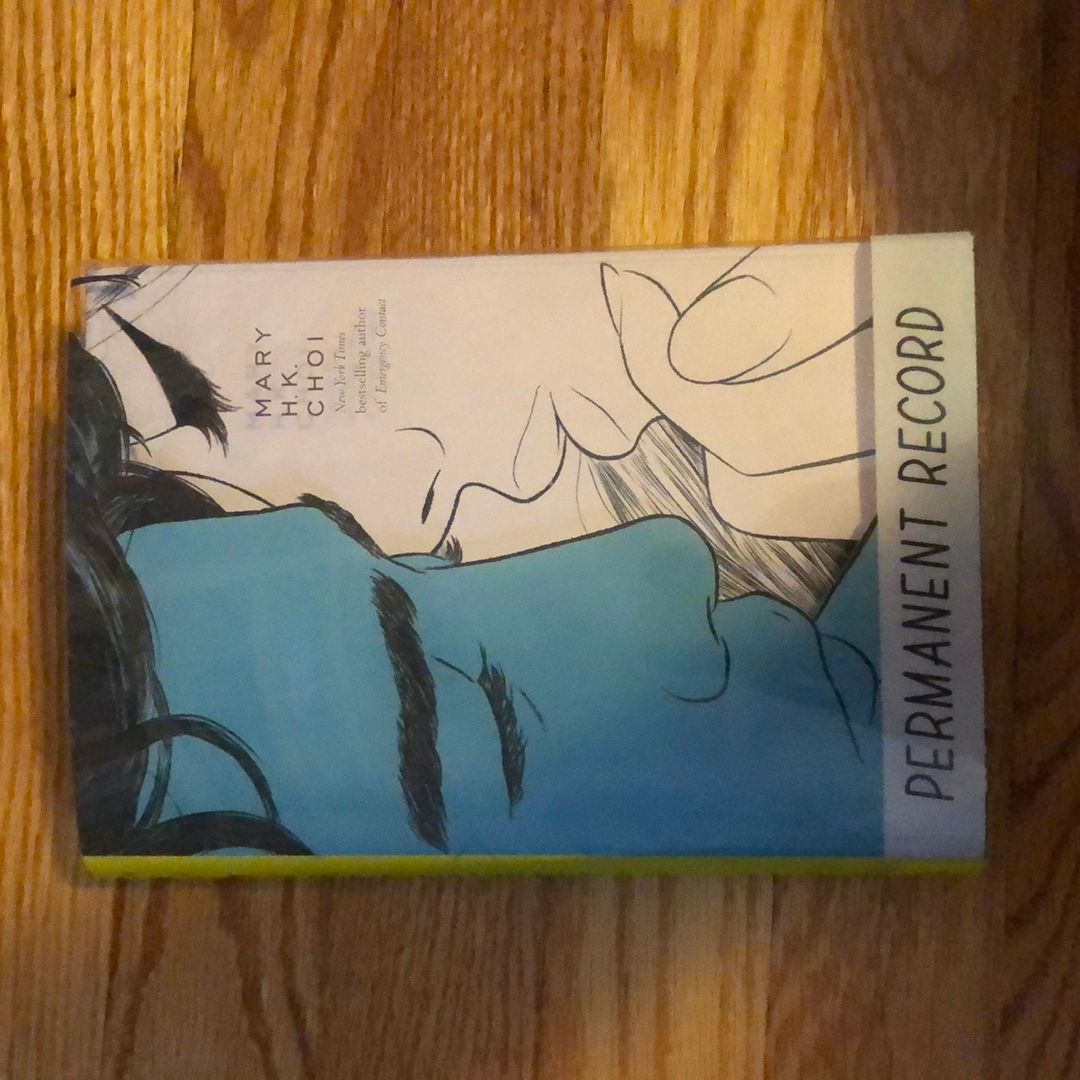 MARY
H.K.
CHOI
New York Times
bestselling author
of Emergency Contact
PERMANENT RECORD